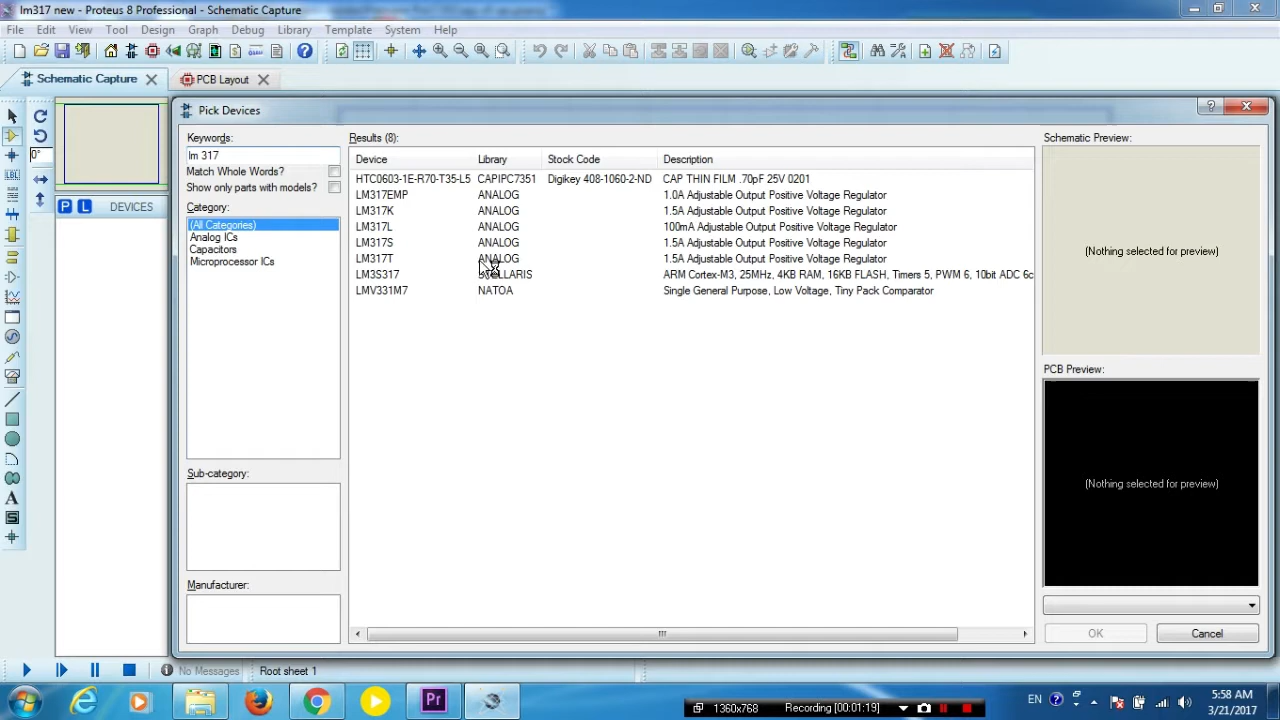 lm317 new - Proteus 8 Professional - Schematic Capture
File Edit View Tool Design Graph Debug Library Template System Help
Schematic Capture PCB Layout
Pick Devices
Keywords: Results (8): Schematic Preview:
lm 317 Device Library Stock Code Description
Match Whole Words?
Show only parts with models?
Category:
(All Categories)
Analog ICs
Capacitors
Microprocessor ICs
HTC0603-1E-R70-T35-L5 CAPIPC7351 Digikey 408-1060-2-ND CAP THIN FILM .70pF 25V 0201
LM317EMP ANALOG 1.0A Adjustable Output Positive Voltage Regulator
LM317K ANALOG 1.5A Adjustable Output Positive Voltage Regulator
LM317L ANALOG 100mA Adjustable Output Positive Voltage Regulator
LM317S ANALOG 1.5A Adjustable Output Positive Voltage Regulator
LM317T ANALOG 1.5A Adjustable Output Positive Voltage Regulator
LM3S317 ARM Cortex-M3, 25MHz, 4KB RAM, 16KB FLASH, Timers 5, PWM 6, 10bit ADC 6c
LMV331M7 NATOA Single General Purpose, Low Voltage, Tiny Pack Comparator
0°
P L DEVICES
LBL
A
(Nothing selected for preview)
PCB Preview:
(Nothing selected for preview)
Sub-category:
Manufacturer:
OK Cancel
No Messages Root sheet 1
Pr
1360x768 Recording [00:01:19]
EN
5:58 AM
3/21/2017